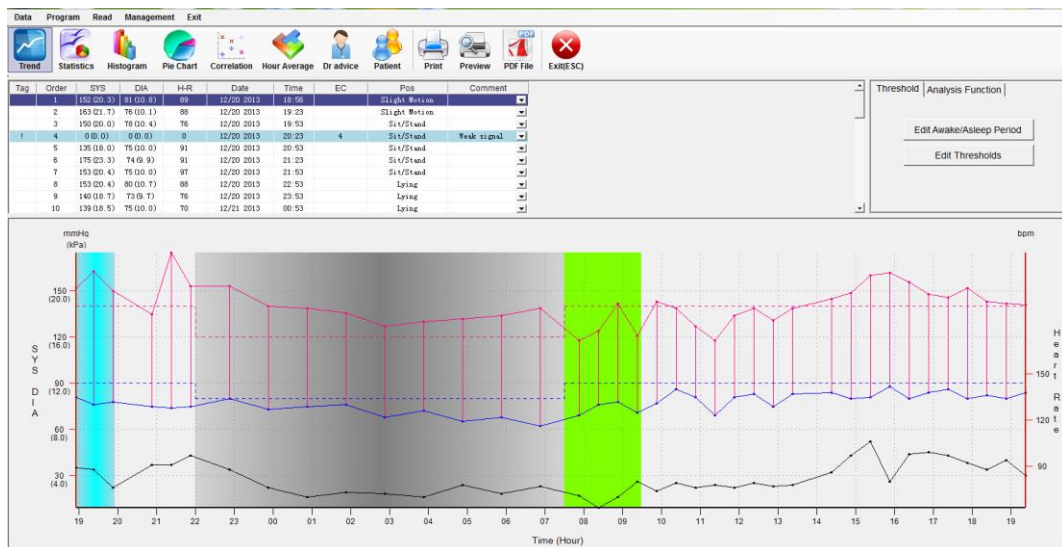 Data Program Read Management Exit
Trend Statistics Histogram Pie Chart Correlation Hour Average Dr advice Patient Print Preview PDF File Exit(ESC)
PDF
Tag Order SYS DIA H-R Date Time EC Pos Comment
1 152(20.3) 81(10.8) 89 12/20 2013 18:56 Slight Motion
2 163(21.7) 76(10.1) 88 12/20 2013 19:23 Slight Motion
3 150(20.0) 78(10.4) 76 12/20 2013 19:53 Sit/Stand
! 4 0(0.0) 0(0.0) 0 12/20 2013 20:23 4 Sit/Stand Weak signal
5 135(18.0) 75(10.0) 91 12/20 2013 20:53 Sit/Stand
6 175(23.3) 74(9.9) 91 12/20 2013 21:23 Sit/Stand
7 153(20.4) 75(10.0) 97 12/20 2013 21:53 Sit/Stand
8 153(20.4) 80(10.7) 88 12/20 2013 22:53 Lying
9 140(18.7) 73(9.7) 76 12/20 2013 23:53 Lying
10 139(18.5) 75(10.0) 70 12/21 2013 00:53 Lying
Threshold Analysis Function
Edit Awake/Asleep Period
Edit Thresholds
mmHg
(kPa)
bpm
150
(20.0)
120
(16.0)
90
(12.0)
60
(8.0)
30
(4.0)
SYS DIA
150
120
90
Heart Rate
19 20 21 22 23 00 01 02 03 04 05 06 07 08 09 10 11 12 13 14 15 16 17 18 19
Time (Hour)